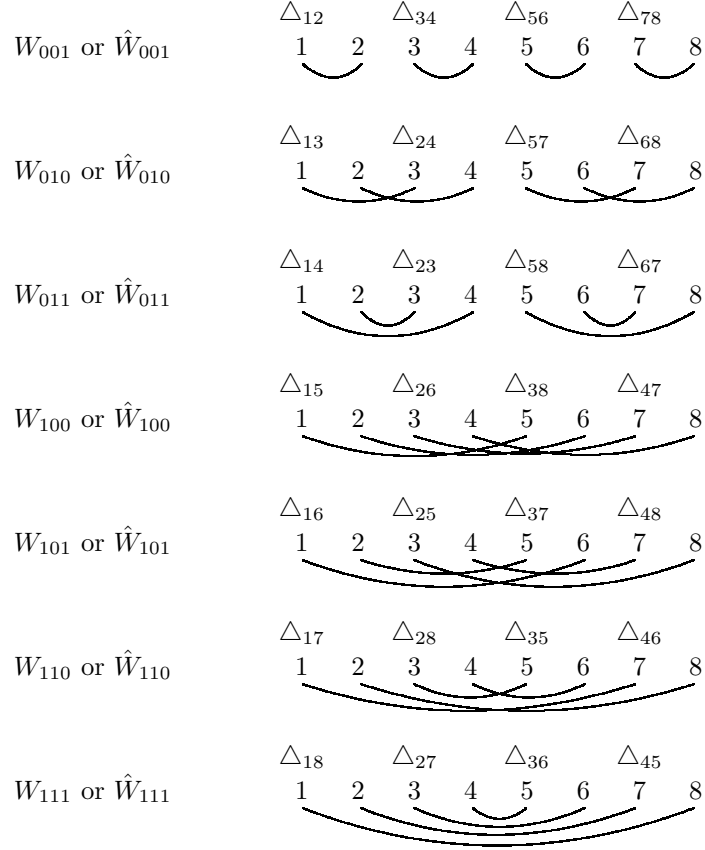 △₁₂ △₃₄ △₅₆ △₇₈
W₀₀₁ or Ŵ₀₀₁ 1 2 3 4 5 6 7 8
△₁₃ △₂₄ △₅₇ △₆₈
W₀₁₀ or Ŵ₀₁₀ 1 2 3 4 5 6 7 8
△₁₄ △₂₃ △₅₈ △₆₇
W₀₁₁ or Ŵ₀₁₁ 1 2 3 4 5 6 7 8
△₁₅ △₂₆ △₃₈ △₄₇
W₁₀₀ or Ŵ₁₀₀ 1 2 3 4 5 6 7 8
△₁₆ △₂₅ △₃₇ △₄₈
W₁₀₁ or Ŵ₁₀₁ 1 2 3 4 5 6 7 8
△₁₇ △₂₈ △₃₅ △₄₆
W₁₁₀ or Ŵ₁₁₀ 1 2 3 4 5 6 7 8
△₁₈ △₂₇ △₃₆ △₄₅
W₁₁₁ or Ŵ₁₁₁ 1 2 3 4 5 6 7 8